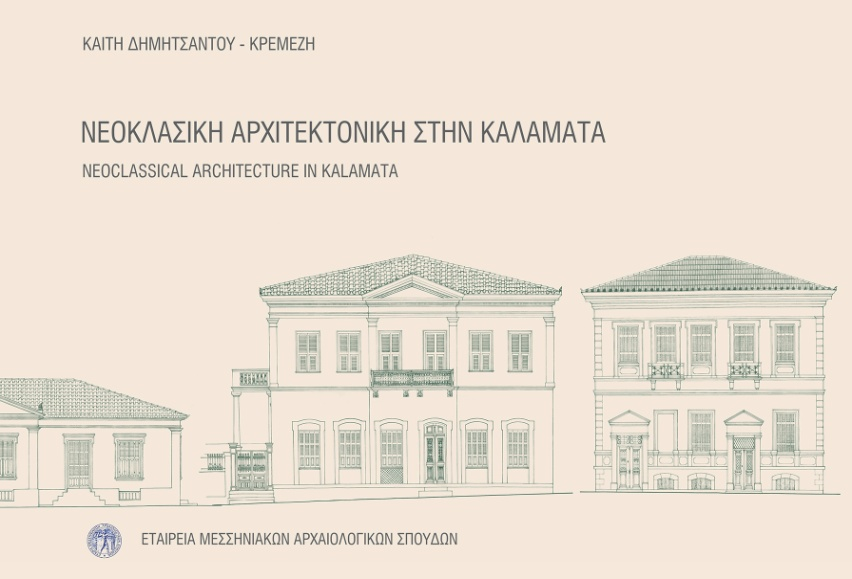 ΚΑΙΤΗ ΔΗΜΗΤΣΑΝΤΟΥ - ΚΡΕΜΕΖΗ
ΝΕΟΚΛΑΣΙΚΗ ΑΡΧΙΤΕΚΤΟΝΙΚΗ ΣΤΗΝ ΚΑΛΑΜΑΤΑ
NEOCLASSICAL ARCHITECTURE IN KALAMATA
ΕΤΑΙΡΕΙΑ ΜΕΣΣΗΝΙΑΚΩΝ ΑΡΧΑΙΟΛΟΓΙΚΩΝ ΣΠΟΥΔΩΝ